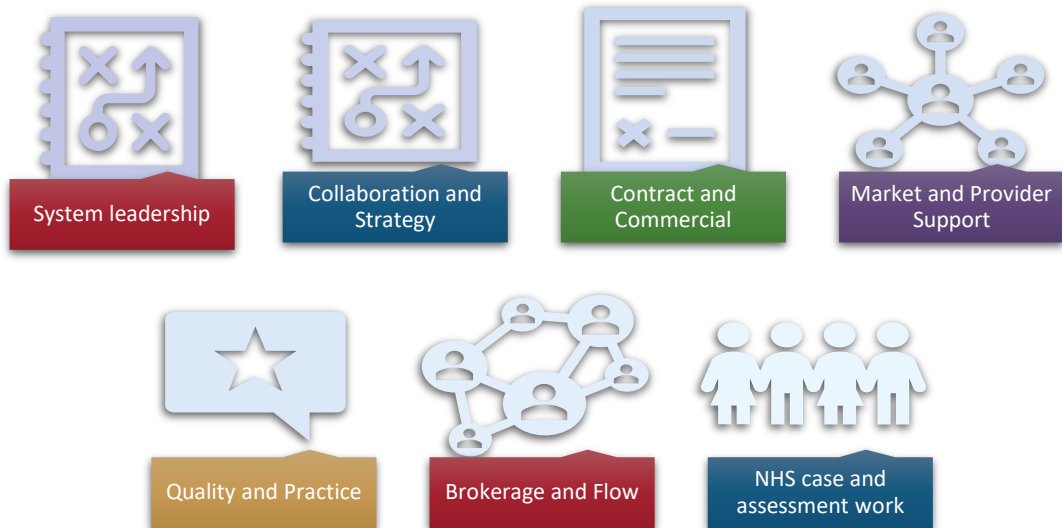 System leadership
Collaboration and
Strategy
Contract and
Commercial
Market and Provider
Support
Quality and Practice
Brokerage and Flow
NHS case and
assessment work